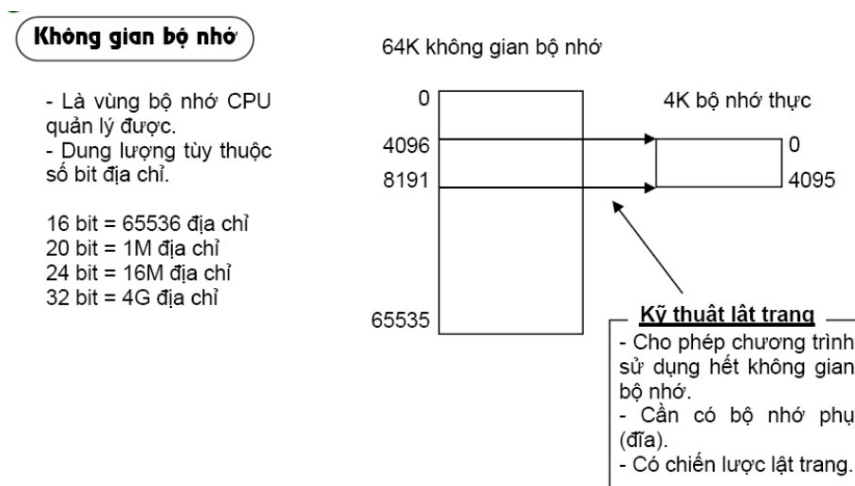 Không gian bộ nhớ
- Là vùng bộ nhớ CPU
quản lý được.
- Dung lượng tùy thuộc
số bit địa chỉ.
16 bit = 65536 địa chỉ
20 bit = 1M địa chỉ
24 bit = 16M địa chỉ
32 bit = 4G địa chỉ
64K không gian bộ nhớ
0
4096
8191
65535
4K bộ nhớ thực
0
4095
Kỹ thuật lật trang
- Cho phép chương trình
sử dụng hết không gian
bộ nhớ.
- Cần có bộ nhớ phụ
(đĩa).
- Có chiến lược lật trang.